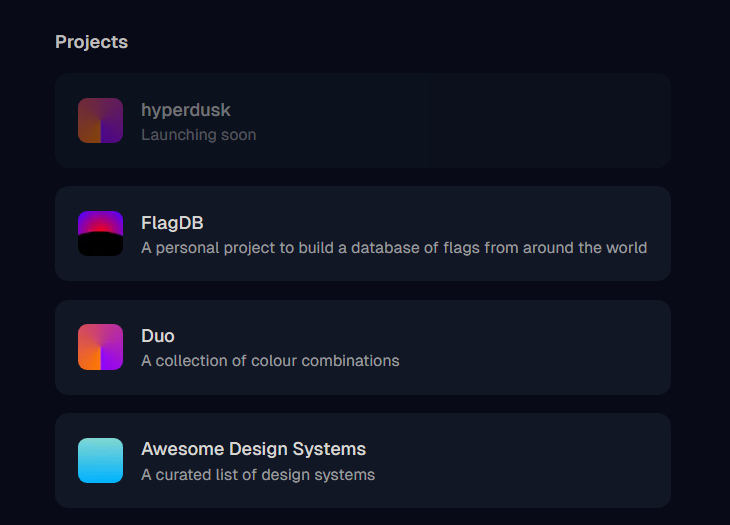 Projects
hyperdusk
Launching soon
FlagDB
A personal project to build a database of flags from around the world
Duo
A collection of colour combinations
Awesome Design Systems
A curated list of design systems